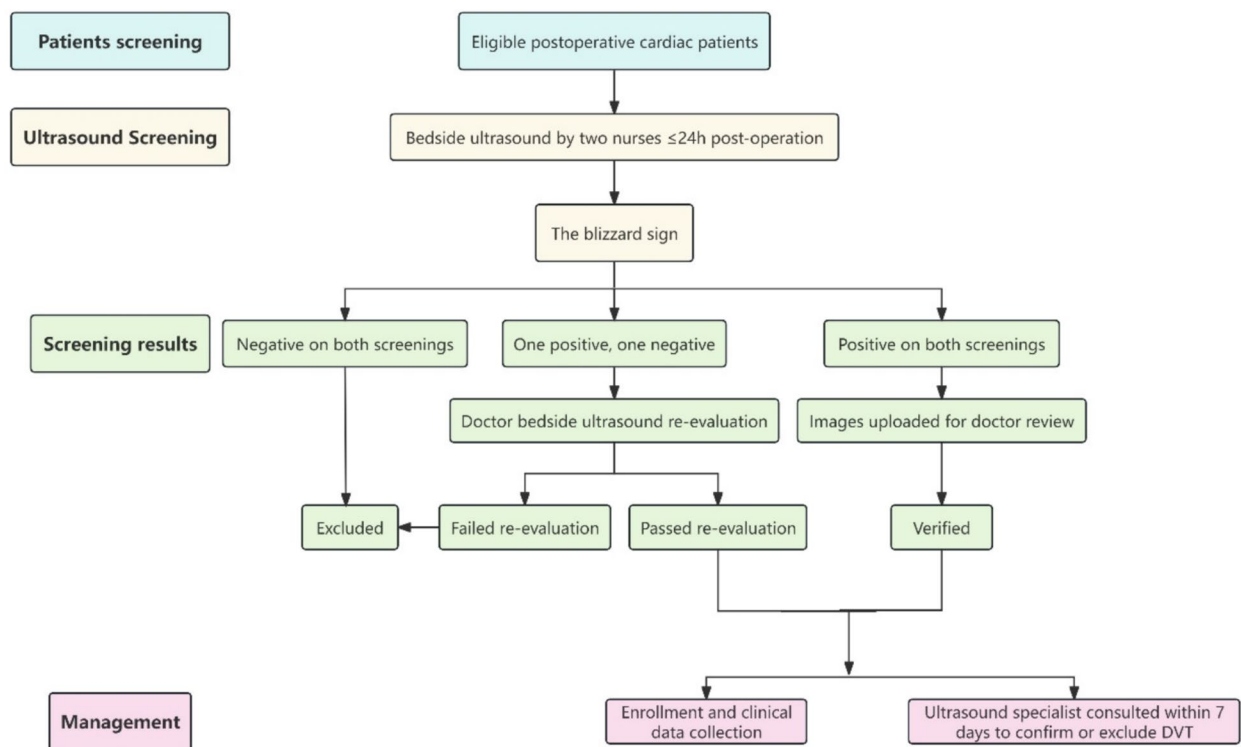 Patients screening
Eligible postoperative cardiac patients
Ultrasound Screening
Bedside ultrasound by two nurses ≤24h post-operation
The blizzard sign
Screening results
Negative on both screenings
One positive, one negative
Positive on both screenings
Doctor bedside ultrasound re-evaluation
Images uploaded for doctor review
Excluded
Failed re-evaluation
Passed re-evaluation
Verified
Management
Enrollment and clinical
data collection
Ultrasound specialist consulted within 7
days to confirm or exclude DVT